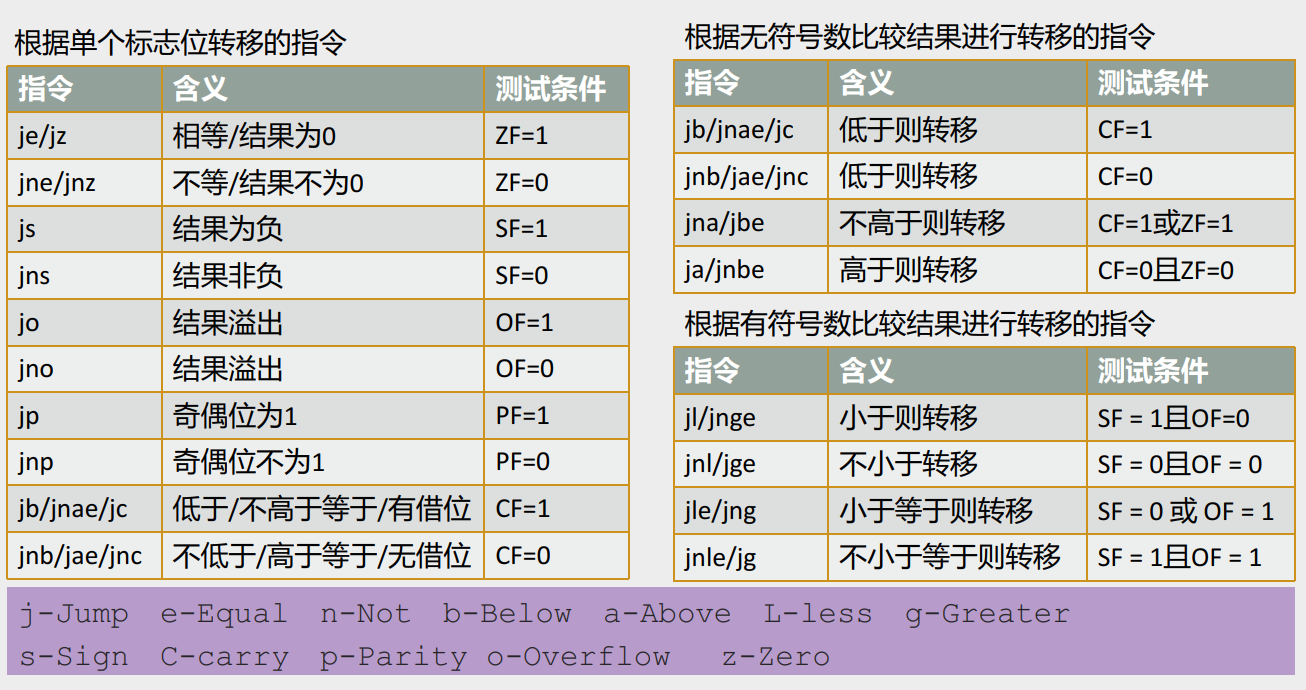 根据单个标志位转移的指令
指令 含义 测试条件
je/jz 相等/结果为0 ZF=1
jne/jnz 不等/结果不为0 ZF=0
js 结果为负 SF=1
jns 结果非负 SF=0
jo 结果溢出 OF=1
jno 结果溢出 OF=0
jp 奇偶位为1 PF=1
jnp 奇偶位不为1 PF=0
jb/jnae/jc 低于/不高于等于/有借位 CF=1
jnb/jae/jnc 不低于/高于等于/无借位 CF=0
根据无符号数比较结果进行转移的指令
指令 含义 测试条件
jb/jnae/jc 低于则转移 CF=1
jnb/jae/jnc 低于则转移 CF=0
jna/jbe 不高于则转移 CF=1或ZF=1
ja/jnbe 高于则转移 CF=0且ZF=0
根据有符号数比较结果进行转移的指令
指令 含义 测试条件
jl/jnge 小于则转移 SF = 1且OF=0
jnl/jge 不小于则转移 SF = 0且OF = 0
jle/jng 小于等于则转移 SF = 0 或 OF = 1
jnle/jg 不小于等于则转移 SF = 1且OF = 1
j-Jump e-Equal n-Not b-Below a-Above L-less g-Greater
s-Sign C-carry p-Parity o-Overflow z-Zero